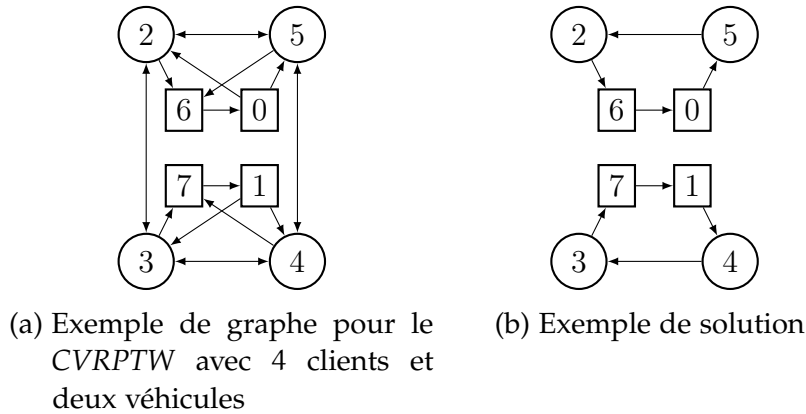 2 5 2 5
6 0 6 0
7 1 7 1
3 4 3 4
(a) Exemple de graphe pour le
CVRPTW avec 4 clients et
deux véhicules
(b) Exemple de solution